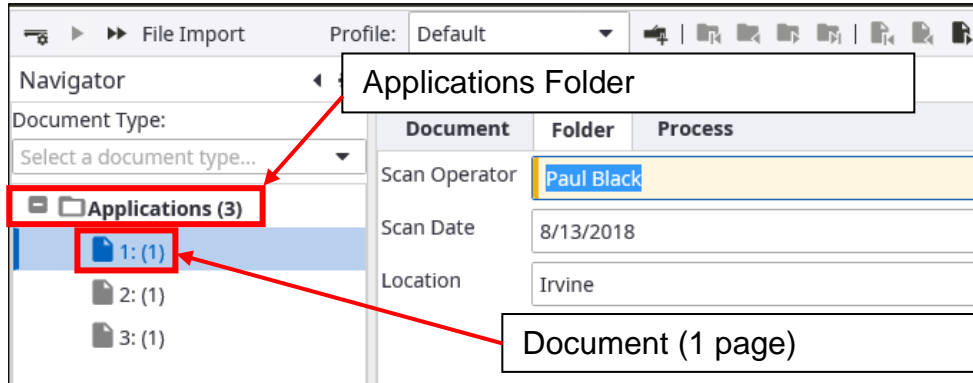 File Import Profile: Default
Navigator
Applications Folder
Document Type:
Select a document type...
Document Folder Process
Scan Operator Paul Black
Applications (3)
Scan Date 8/13/2018
1: (1)
Location Irvine
2: (1)
3: (1)
Document (1 page)